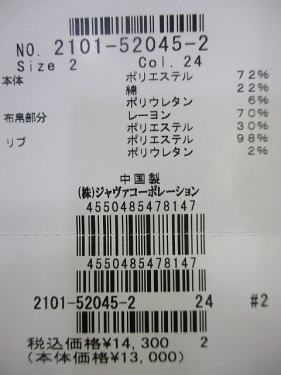 NO. 2101-52045-2
Size 2 Col. 24
本体 ポリエステル 72%
綿 22%
ポリウレタン 6%
布帛部分 レーヨン 70%
ポリエステル 30%
リブ ポリエステル 98%
ポリウレタン 2%
中国製
(株)ジャヴァコーポレーション
4550485478147
4550485478147
2101-52045-2 24 #2
税込価格¥14,300 2
(本体価格¥13,000)